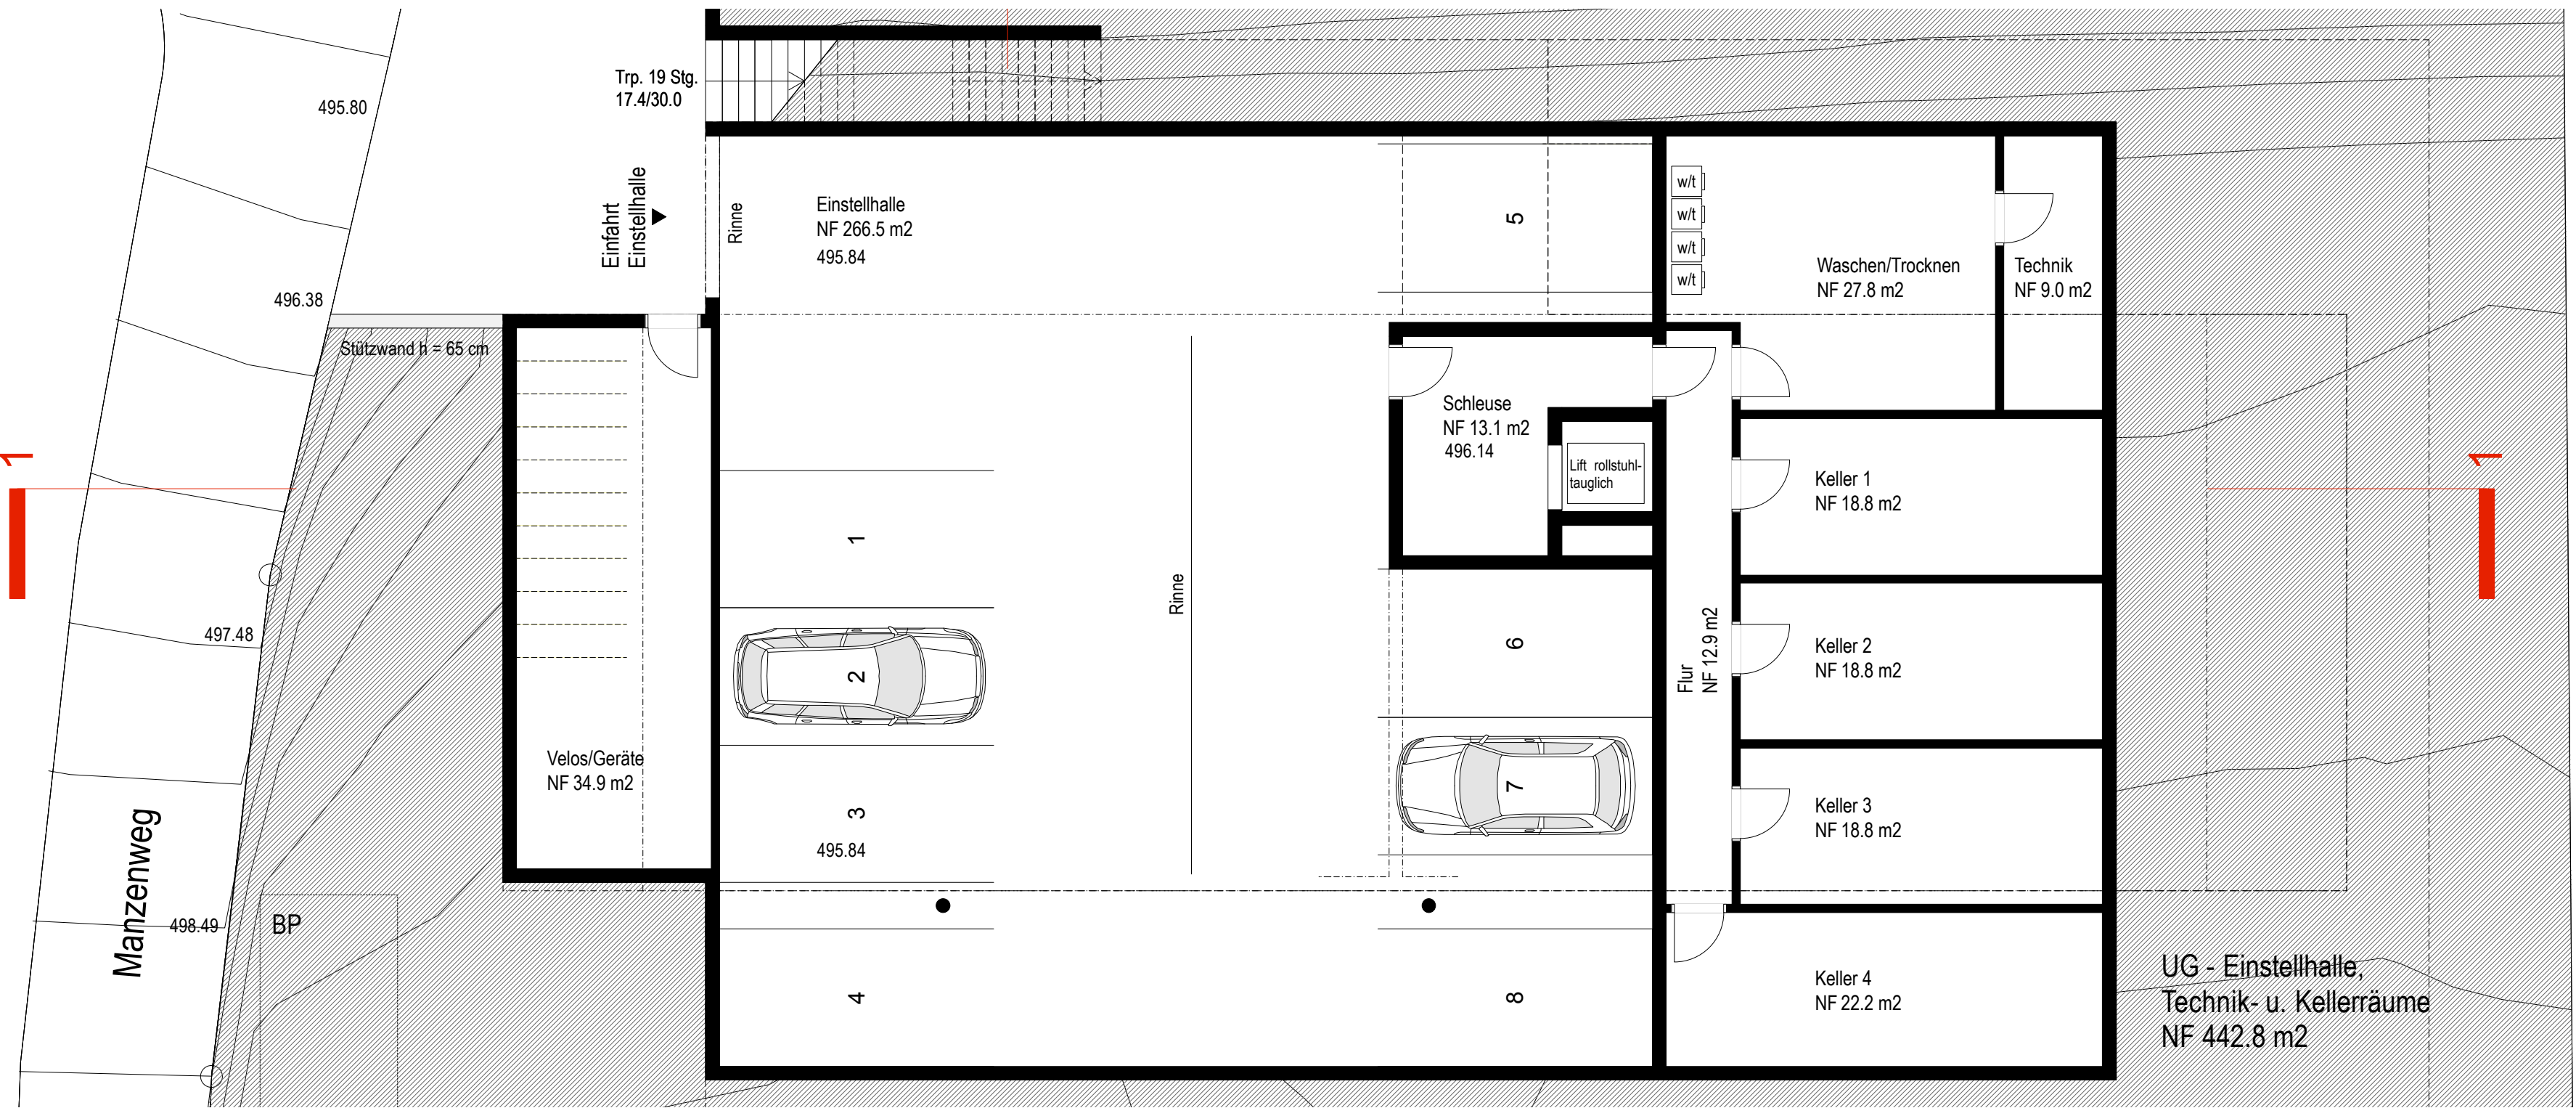 Trp. 19 Stg.
17.4/30.0
495.80
Einfahrt
Einstellhalle
Rinne
Einstellhalle
NF 266.5 m2
495.84
5
w/t
w/t
w/t
w/t
Waschen/Trocknen
NF 27.8 m2
Technik
NF 9.0 m2
496.38
Stützwand h = 65 cm
Schleuse
NF 13.1 m2
496.14
Lift rollstuhl-
tauglich
1
1
Keller 1
NF 18.8 m2
1
Rinne
6
Flur
NF 12.9 m2
Keller 2
NF 18.8 m2
497.48
2
Velos/Geräte
NF 34.9 m2
7
3
495.84
Keller 3
NF 18.8 m2
Manzenweg
498.49
BP
4
8
Keller 4
NF 22.2 m2
UG - Einstellhalle,
Technik- u. Kellerräume
NF 442.8 m2